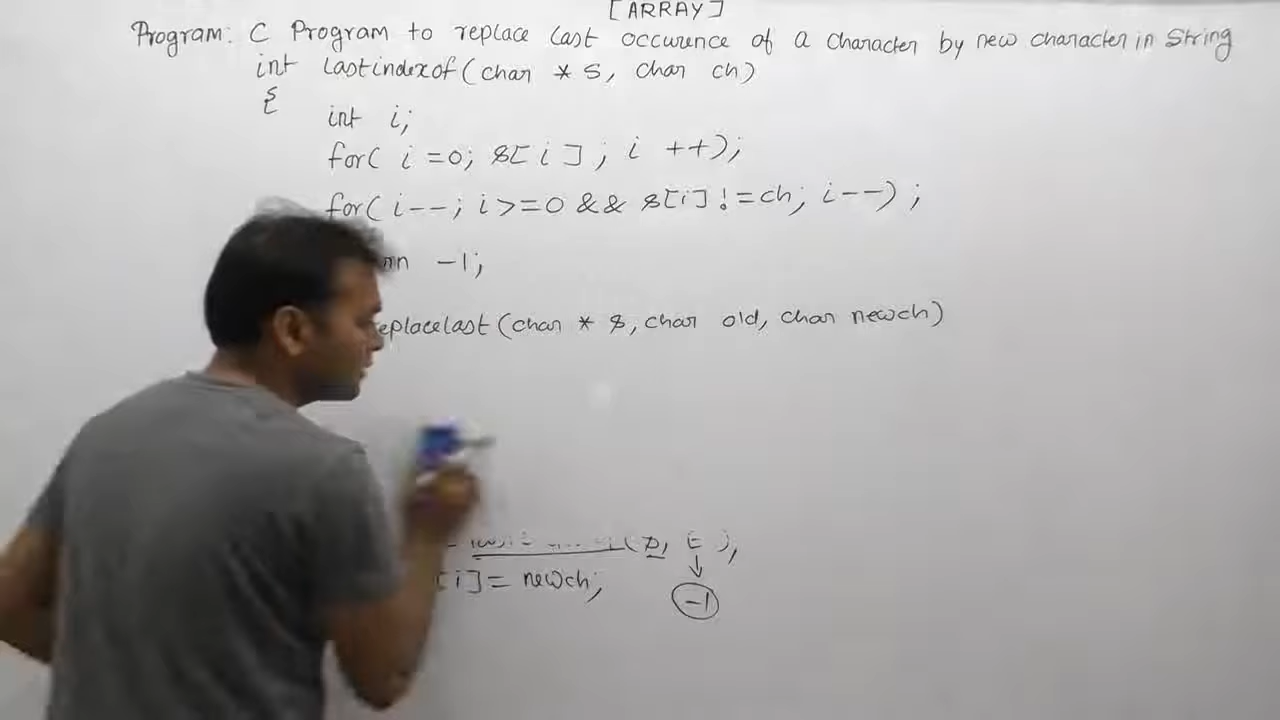 [ARRAY]
Program: C Program to replace last occurence of a character by new character in String
int lastindexof(char * s, char ch)
{
int i;
for( i =0; s[i] ; i ++);
for( i--; i>=0 && s[i] != ch; i--) ;
-1;
replacelast (char * s, char old, char newch)
(s, E );
[i] = newch;
-1